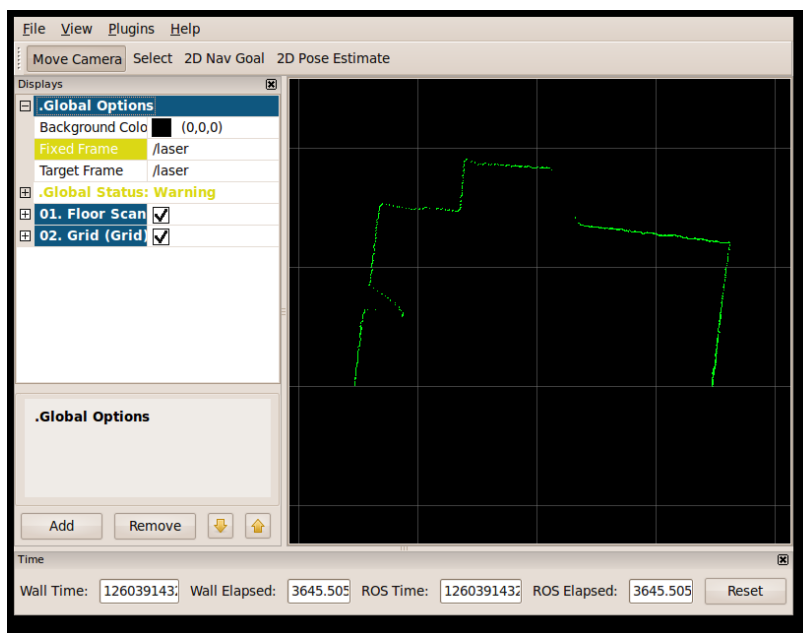 File View Plugins Help
Move Camera Select 2D Nav Goal 2D Pose Estimate
Displays
.Global Options
Background Colo (0,0,0)
Fixed Frame /laser
Target Frame /laser
.Global Status: Warning
01. Floor Scan
02. Grid (Grid)
.Global Options
Add Remove
Time
Wall Time: 1260391432 Wall Elapsed: 3645.505 ROS Time: 1260391432 ROS Elapsed: 3645.505 Reset